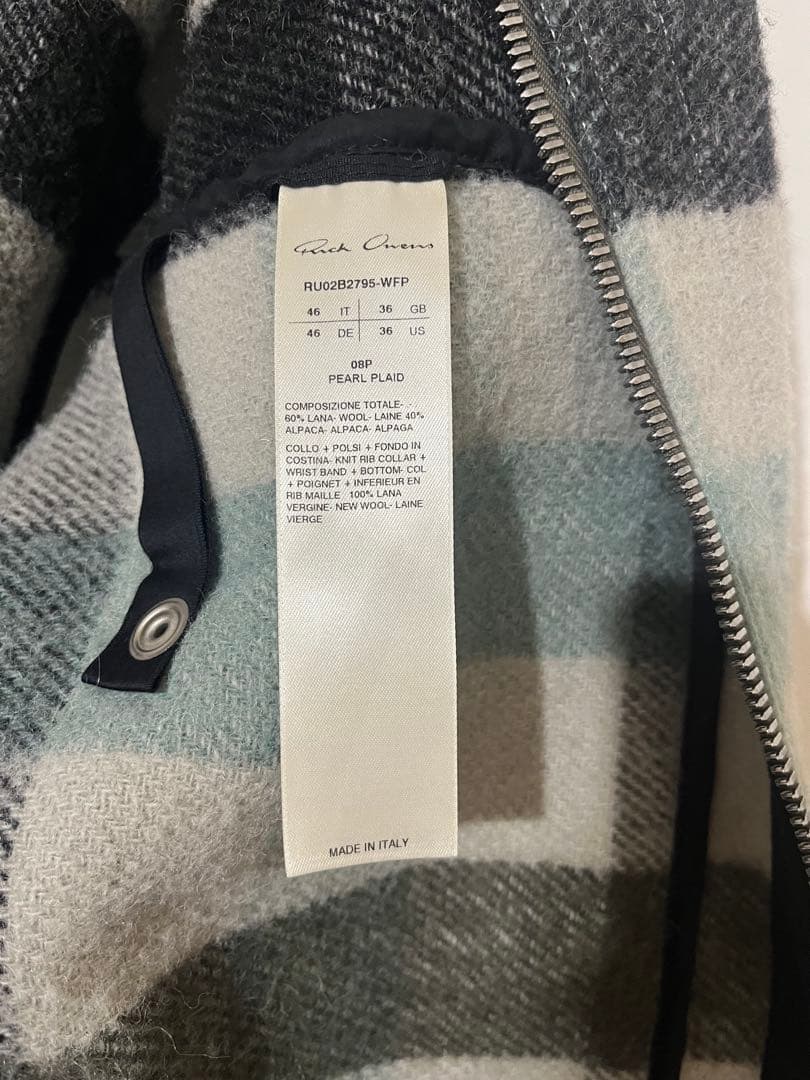 Rick Owens
RU02B2795-WFP
46 IT 36 GB
46 DE 36 US
08P
PEARL PLAID
COMPOSIZIONE TOTALE- -
60% LANA- WOOL- LAINE 40%
ALPACA- ALPACA- ALPAGA
COLLO + POLSI + FONDO IN
COSTINA- KNIT RIB COLLAR +
WRIST BAND + BOTTOM- COL
+ POIGNET + INFERIEUR EN
RIB MAILLE 100% LANA
VERGINE- NEW WOOL- LAINE
VIERGE
MADE IN ITALY